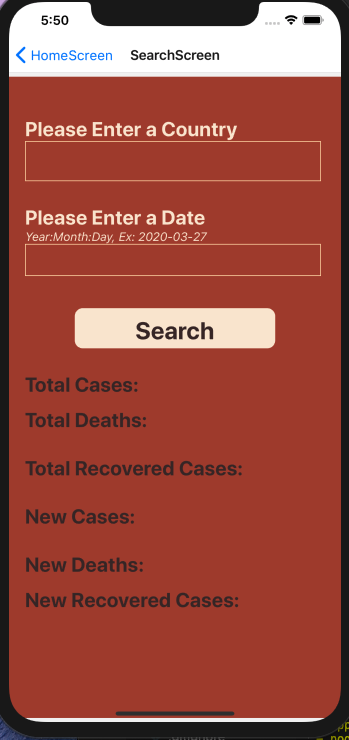 5:50
HomeScreen SearchScreen
Please Enter a Country
Please Enter a Date
Year:Month:Day, Ex: 2020-03-27
Search
Total Cases:
Total Deaths:
Total Recovered Cases:
New Cases:
New Deaths:
New Recovered Cases: